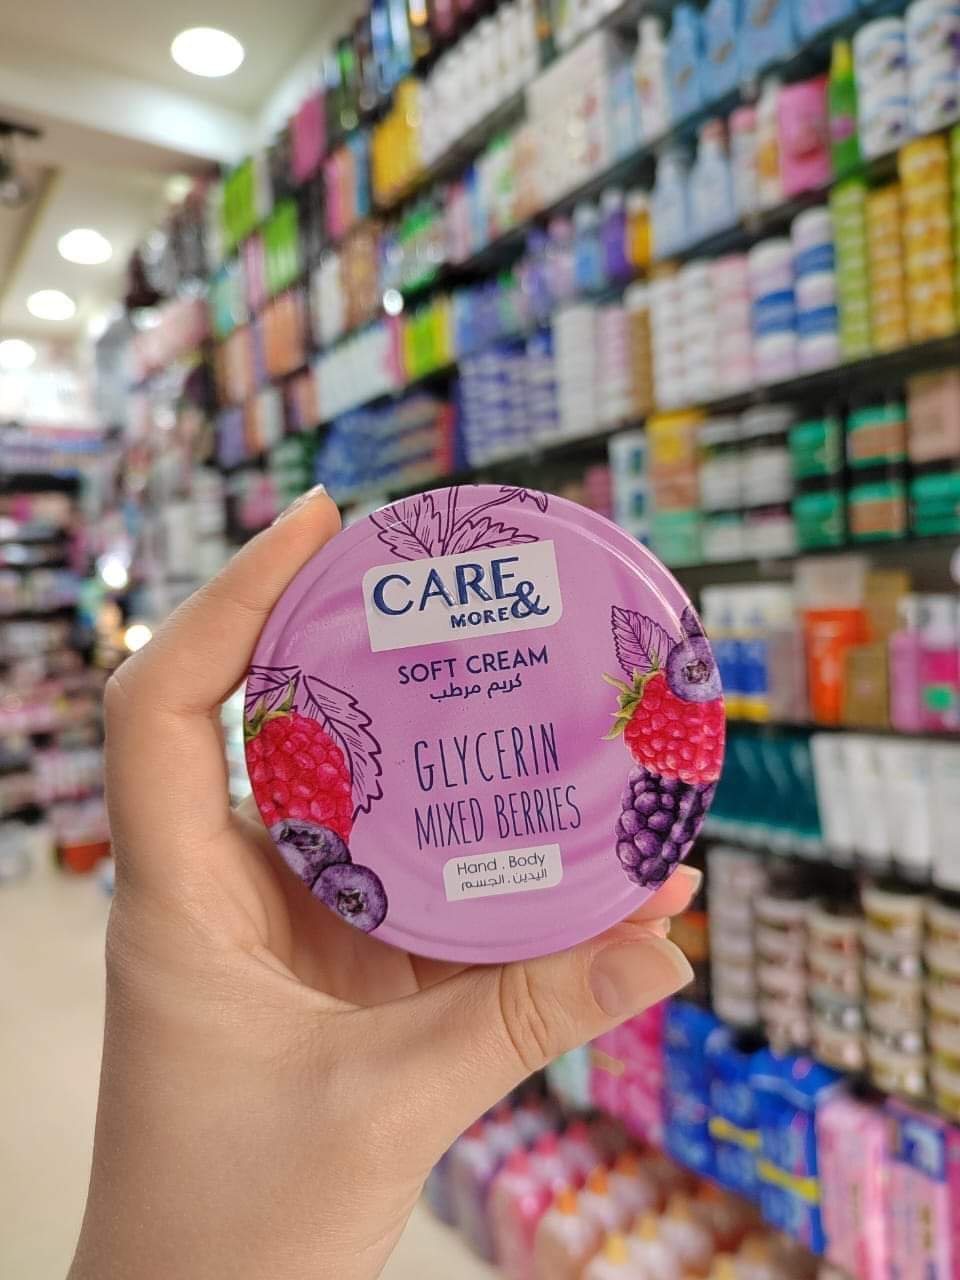 CARE &
MORE
SOFT CREAM
كريم مرطب
GLYCERIN
MIXED BERRIES
Hand . Body
اليدين . الجسم